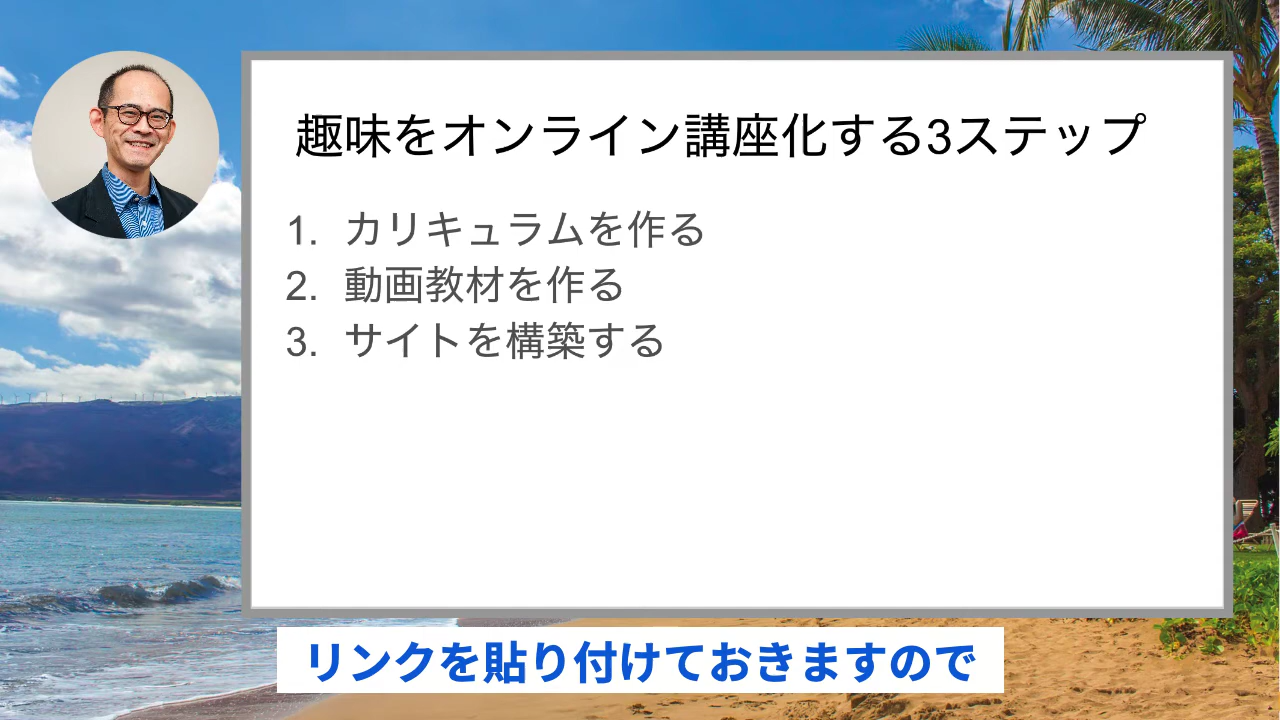 趣味をオンライン講座化する3ステップ
1. カリキュラムを作る
2. 動画教材を作る
3. サイトを構築する
リンクを貼り付けておきますので